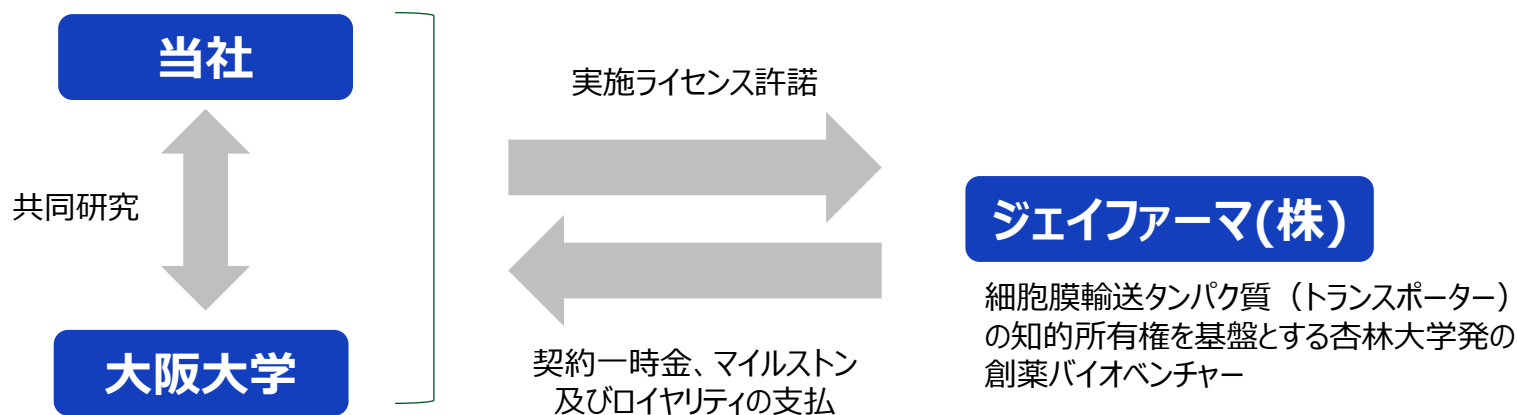 当社
共同研究
大阪大学
実施ライセンス許諾
契約一時金、マイルストン
及びロイヤリティの支払
ジェイファーマ(株)
細胞膜輸送タンパク質（トランスポーター）
の知的所有権を基盤とする杏林大学発の
創薬バイオベンチャー